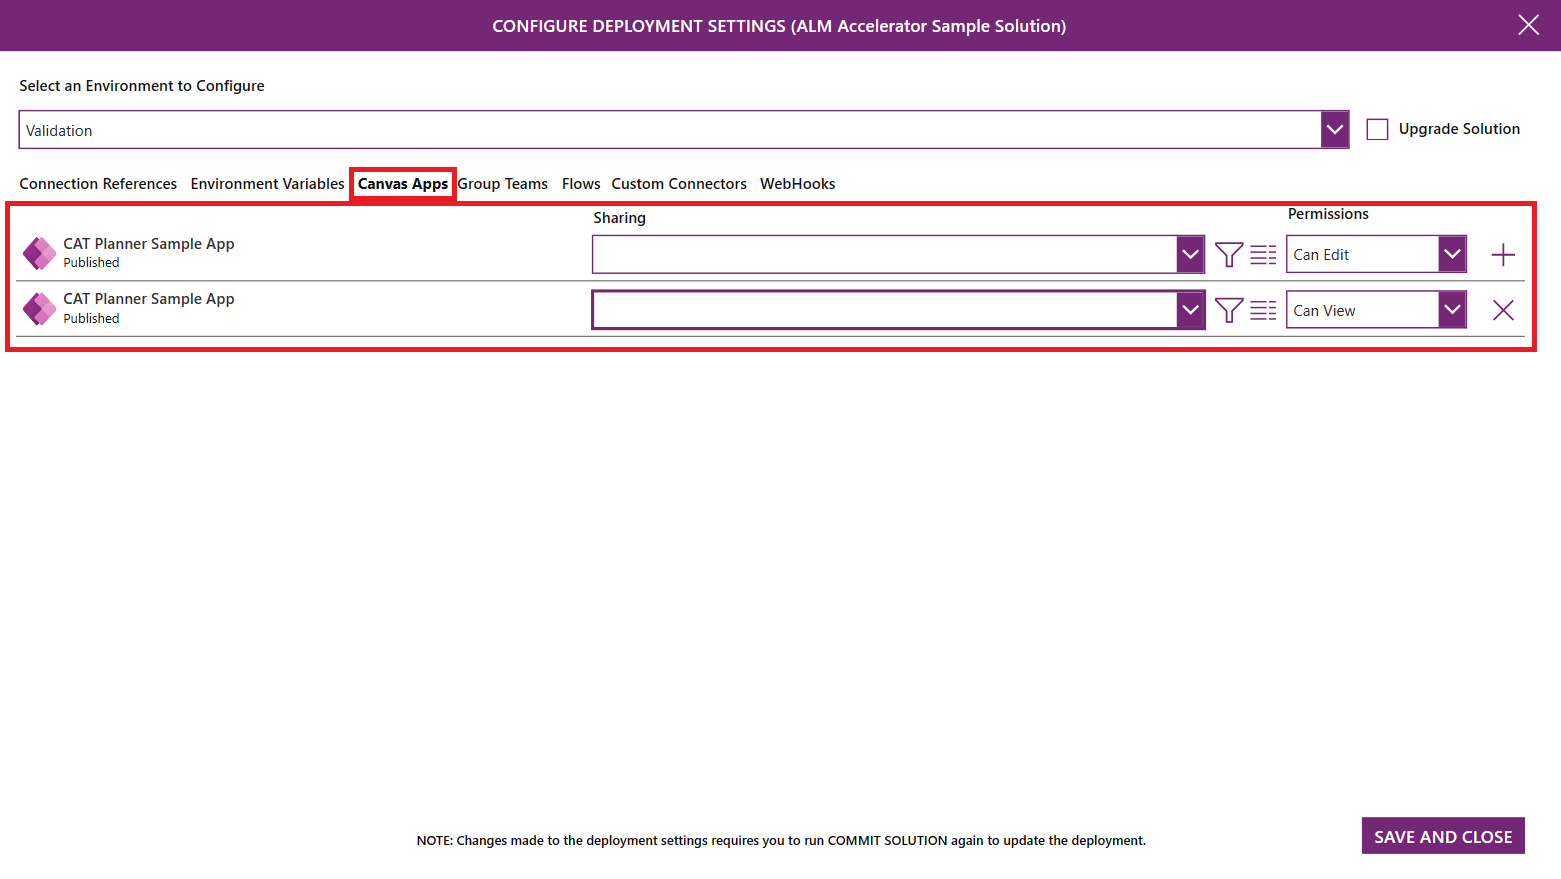 CONFIGURE DEPLOYMENT SETTINGS (ALM Accelerator Sample Solution)
Select an Environment to Configure
Validation
Upgrade Solution
Connection References Environment Variables Canvas Apps Group Teams Flows Custom Connectors WebHooks
Sharing Permissions
CAT Planner Sample App
Published
Can Edit
CAT Planner Sample App
Published
Can View
NOTE: Changes made to the deployment settings requires you to run COMMIT SOLUTION again to update the deployment.
SAVE AND CLOSE